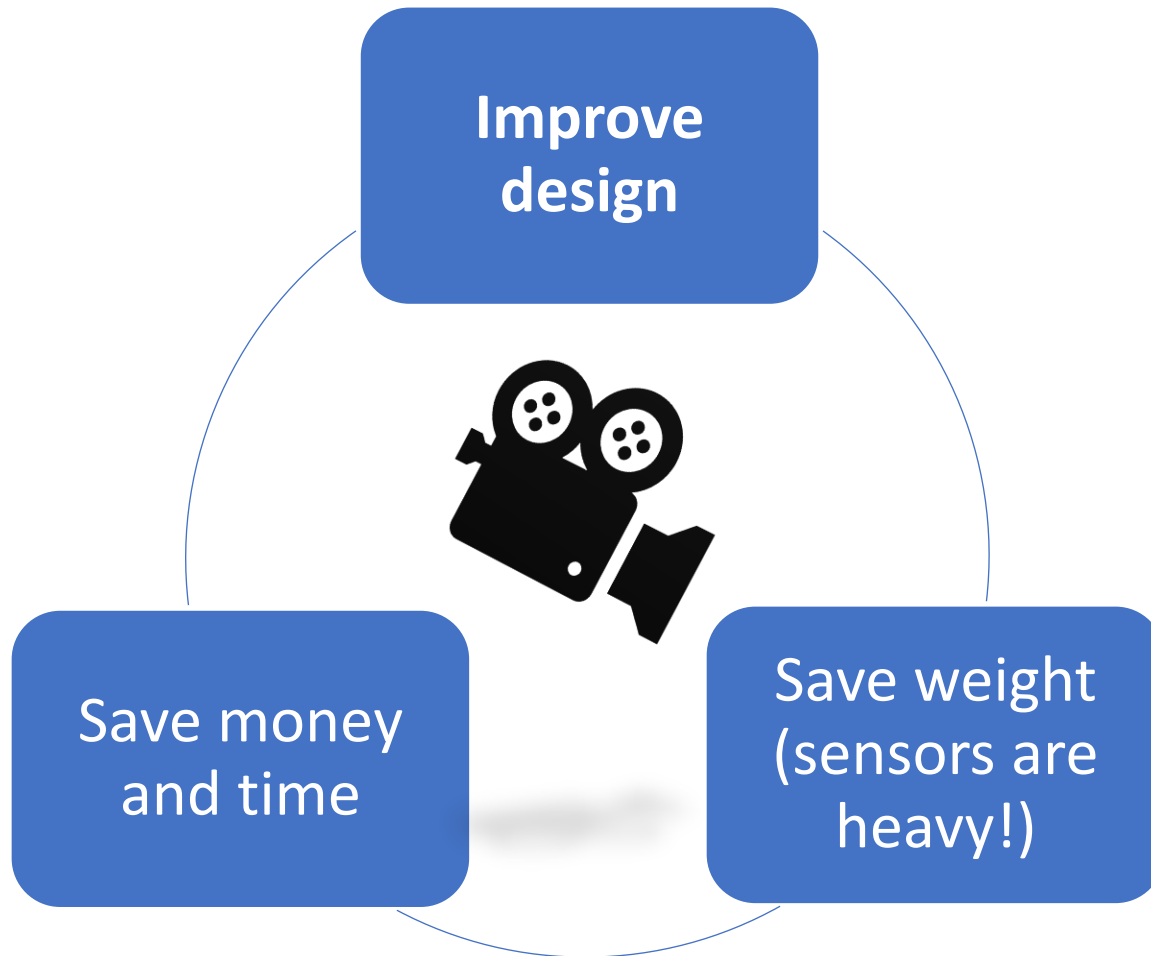 Improve
design
Save money
and time
Save weight
(sensors are
heavy!)